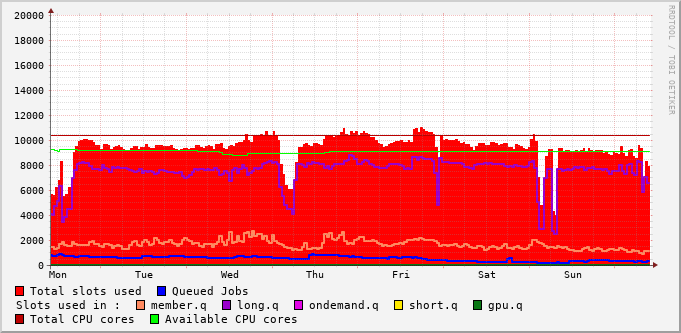 20000
18000
16000
14000
12000
10000
8000
6000
4000
2000
0
Mon Tue Wed Thu Fri Sat Sun
RRDTOOL / TOBI OETIKER
Total slots used Queued Jobs
Slots used in : member.q long.q ondemand.q short.q gpu.q
Total CPU cores Available CPU cores